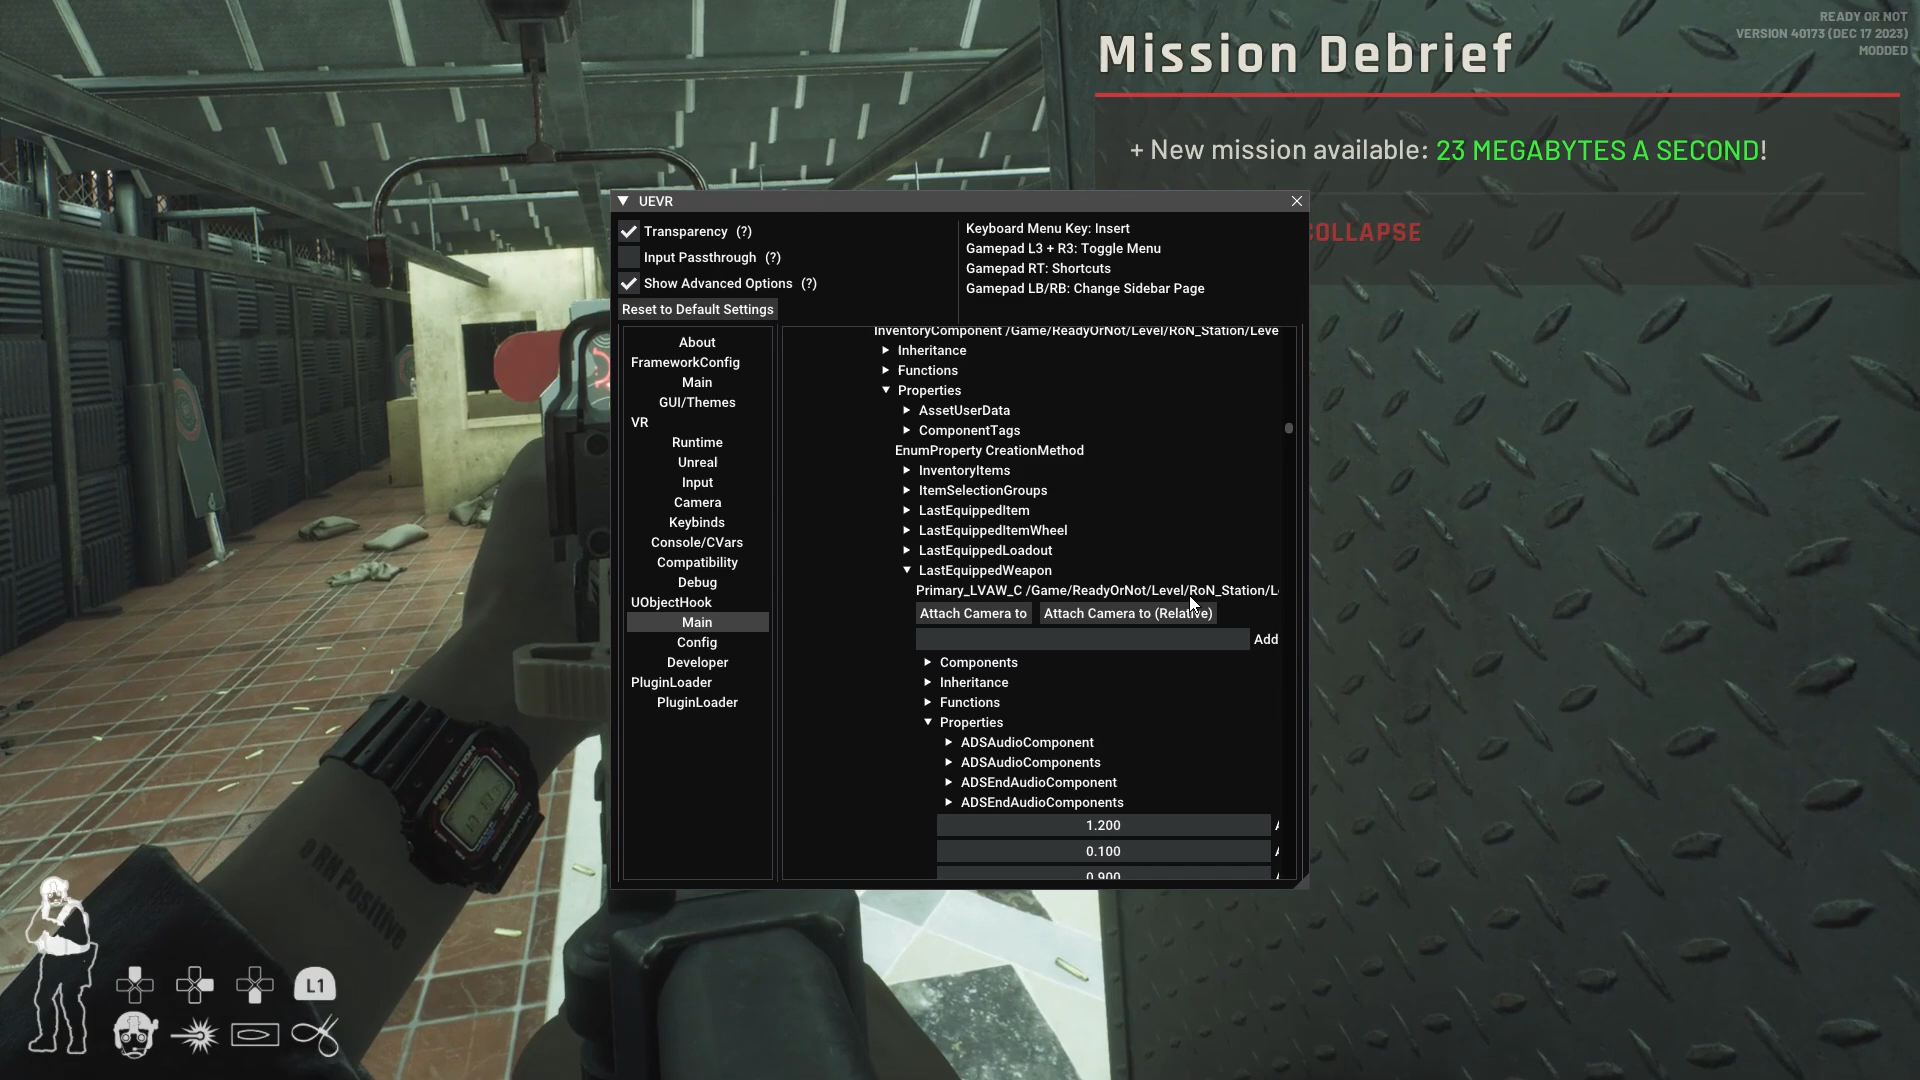 READY OR NOT
VERSION 40173 (DEC 17 2023)
MODDED
Mission Debrief
+ New mission available: 23 MEGABYTES A SECOND!
COLLAPSE
UEVR
Transparency (?)
Input Passthrough (?)
Show Advanced Options (?)
Reset to Default Settings
Keyboard Menu Key: Insert
Gamepad L3 + R3: Toggle Menu
Gamepad RT: Shortcuts
Gamepad LB/RB: Change Sidebar Page
About
FrameworkConfig
Main
GUI/Themes
VR
Runtime
Unreal
Input
Camera
Keybinds
Console/CVars
Compatibility
Debug
UObjectHook
Main
Config
Developer
PluginLoader
PluginLoader
InventoryComponent /Game/ReadyOrNot/Level/RoN_Station/Leve
Inheritance
Functions
Properties
AssetUserData
ComponentTags
EnumProperty CreationMethod
InventoryItems
ItemSelectionGroups
LastEquippedItem
LastEquippedItemWheel
LastEquippedLoadout
LastEquippedWeapon
Primary_LVAW_C /Game/ReadyOrNot/Level/RoN_Station/L
Attach Camera to
Attach Camera to (Relative)
Add
Components
Inheritance
Functions
Properties
ADSAudioComponent
ADSAudioComponents
ADSEndAudioComponent
ADSEndAudioComponents
1.200
0.100
0.900
PROTECTION
RH Positive
L1